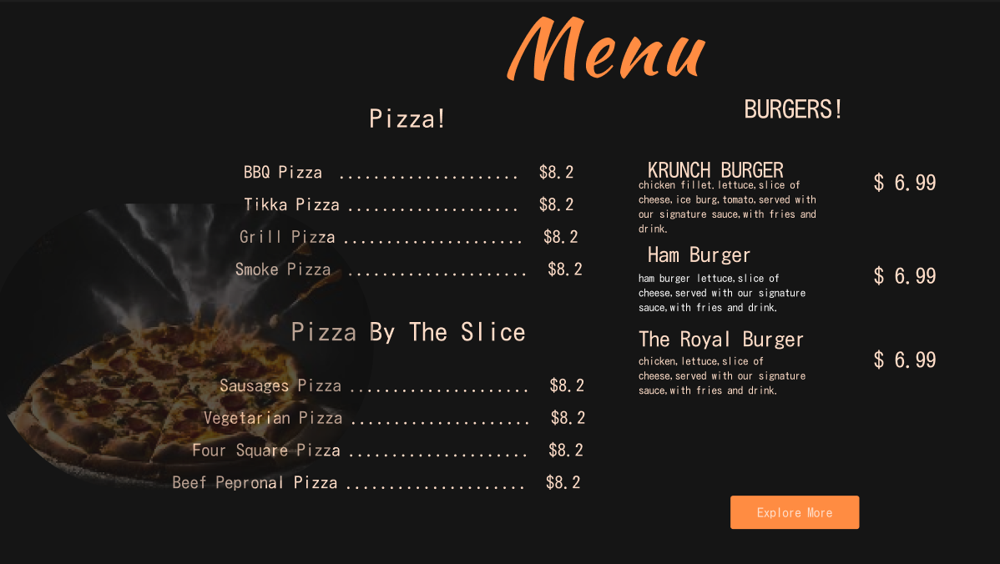 Menu
Pizza!
BBQ Pizza ..................... $8.2
Tikka Pizza .................... $8.2
Grill Pizza ..................... $8.2
Smoke Pizza ..................... $8.2
Pizza By The Slice
Sausages Pizza ..................... $8.2
Vegetarian Pizza ..................... $8.2
Four Square Pizza ..................... $8.2
Beef Pepronal Pizza ..................... $8.2
BURGERS!
KRUNCH BURGER
chicken fillet, lettuce,slice of
cheese, ice burg, tomato, served with
our signature sauce,with fries and
drink.
$ 6.99
Ham Burger
ham burger lettuce,slice of
cheese,served with our signature
sauce,with fries and drink.
$ 6.99
The Royal Burger
chicken,lettuce,slice of
cheese,served with our signature
sauce,with fries and drink.
$ 6.99
Explore More